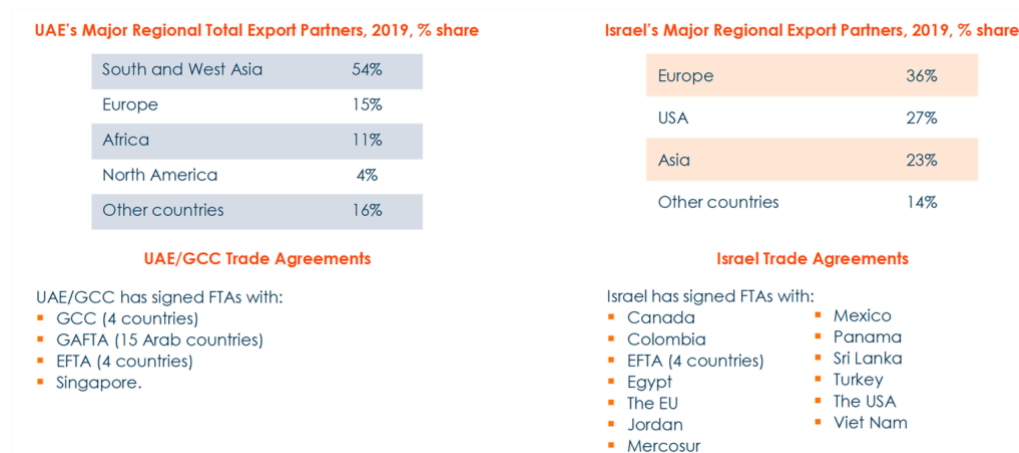 UAE's Major Regional Total Export Partners, 2019, % share
South and West Asia 54%
Europe 15%
Africa 11%
North America 4%
Other countries 16%
UAE/GCC Trade Agreements
UAE/GCC has signed FTAs with:
▪ GCC (4 countries)
▪ GAFTA (15 Arab countries)
▪ EFTA (4 countries)
▪ Singapore.
Israel's Major Regional Export Partners, 2019, % share
Europe 36%
USA 27%
Asia 23%
Other countries 14%
Israel Trade Agreements
Israel has signed FTAs with:
▪ Canada
▪ Colombia
▪ EFTA (4 countries)
▪ Egypt
▪ The EU
▪ Jordan
▪ Mercosur
▪ Mexico
▪ Panama
▪ Sri Lanka
▪ Turkey
▪ The USA
▪ Viet Nam